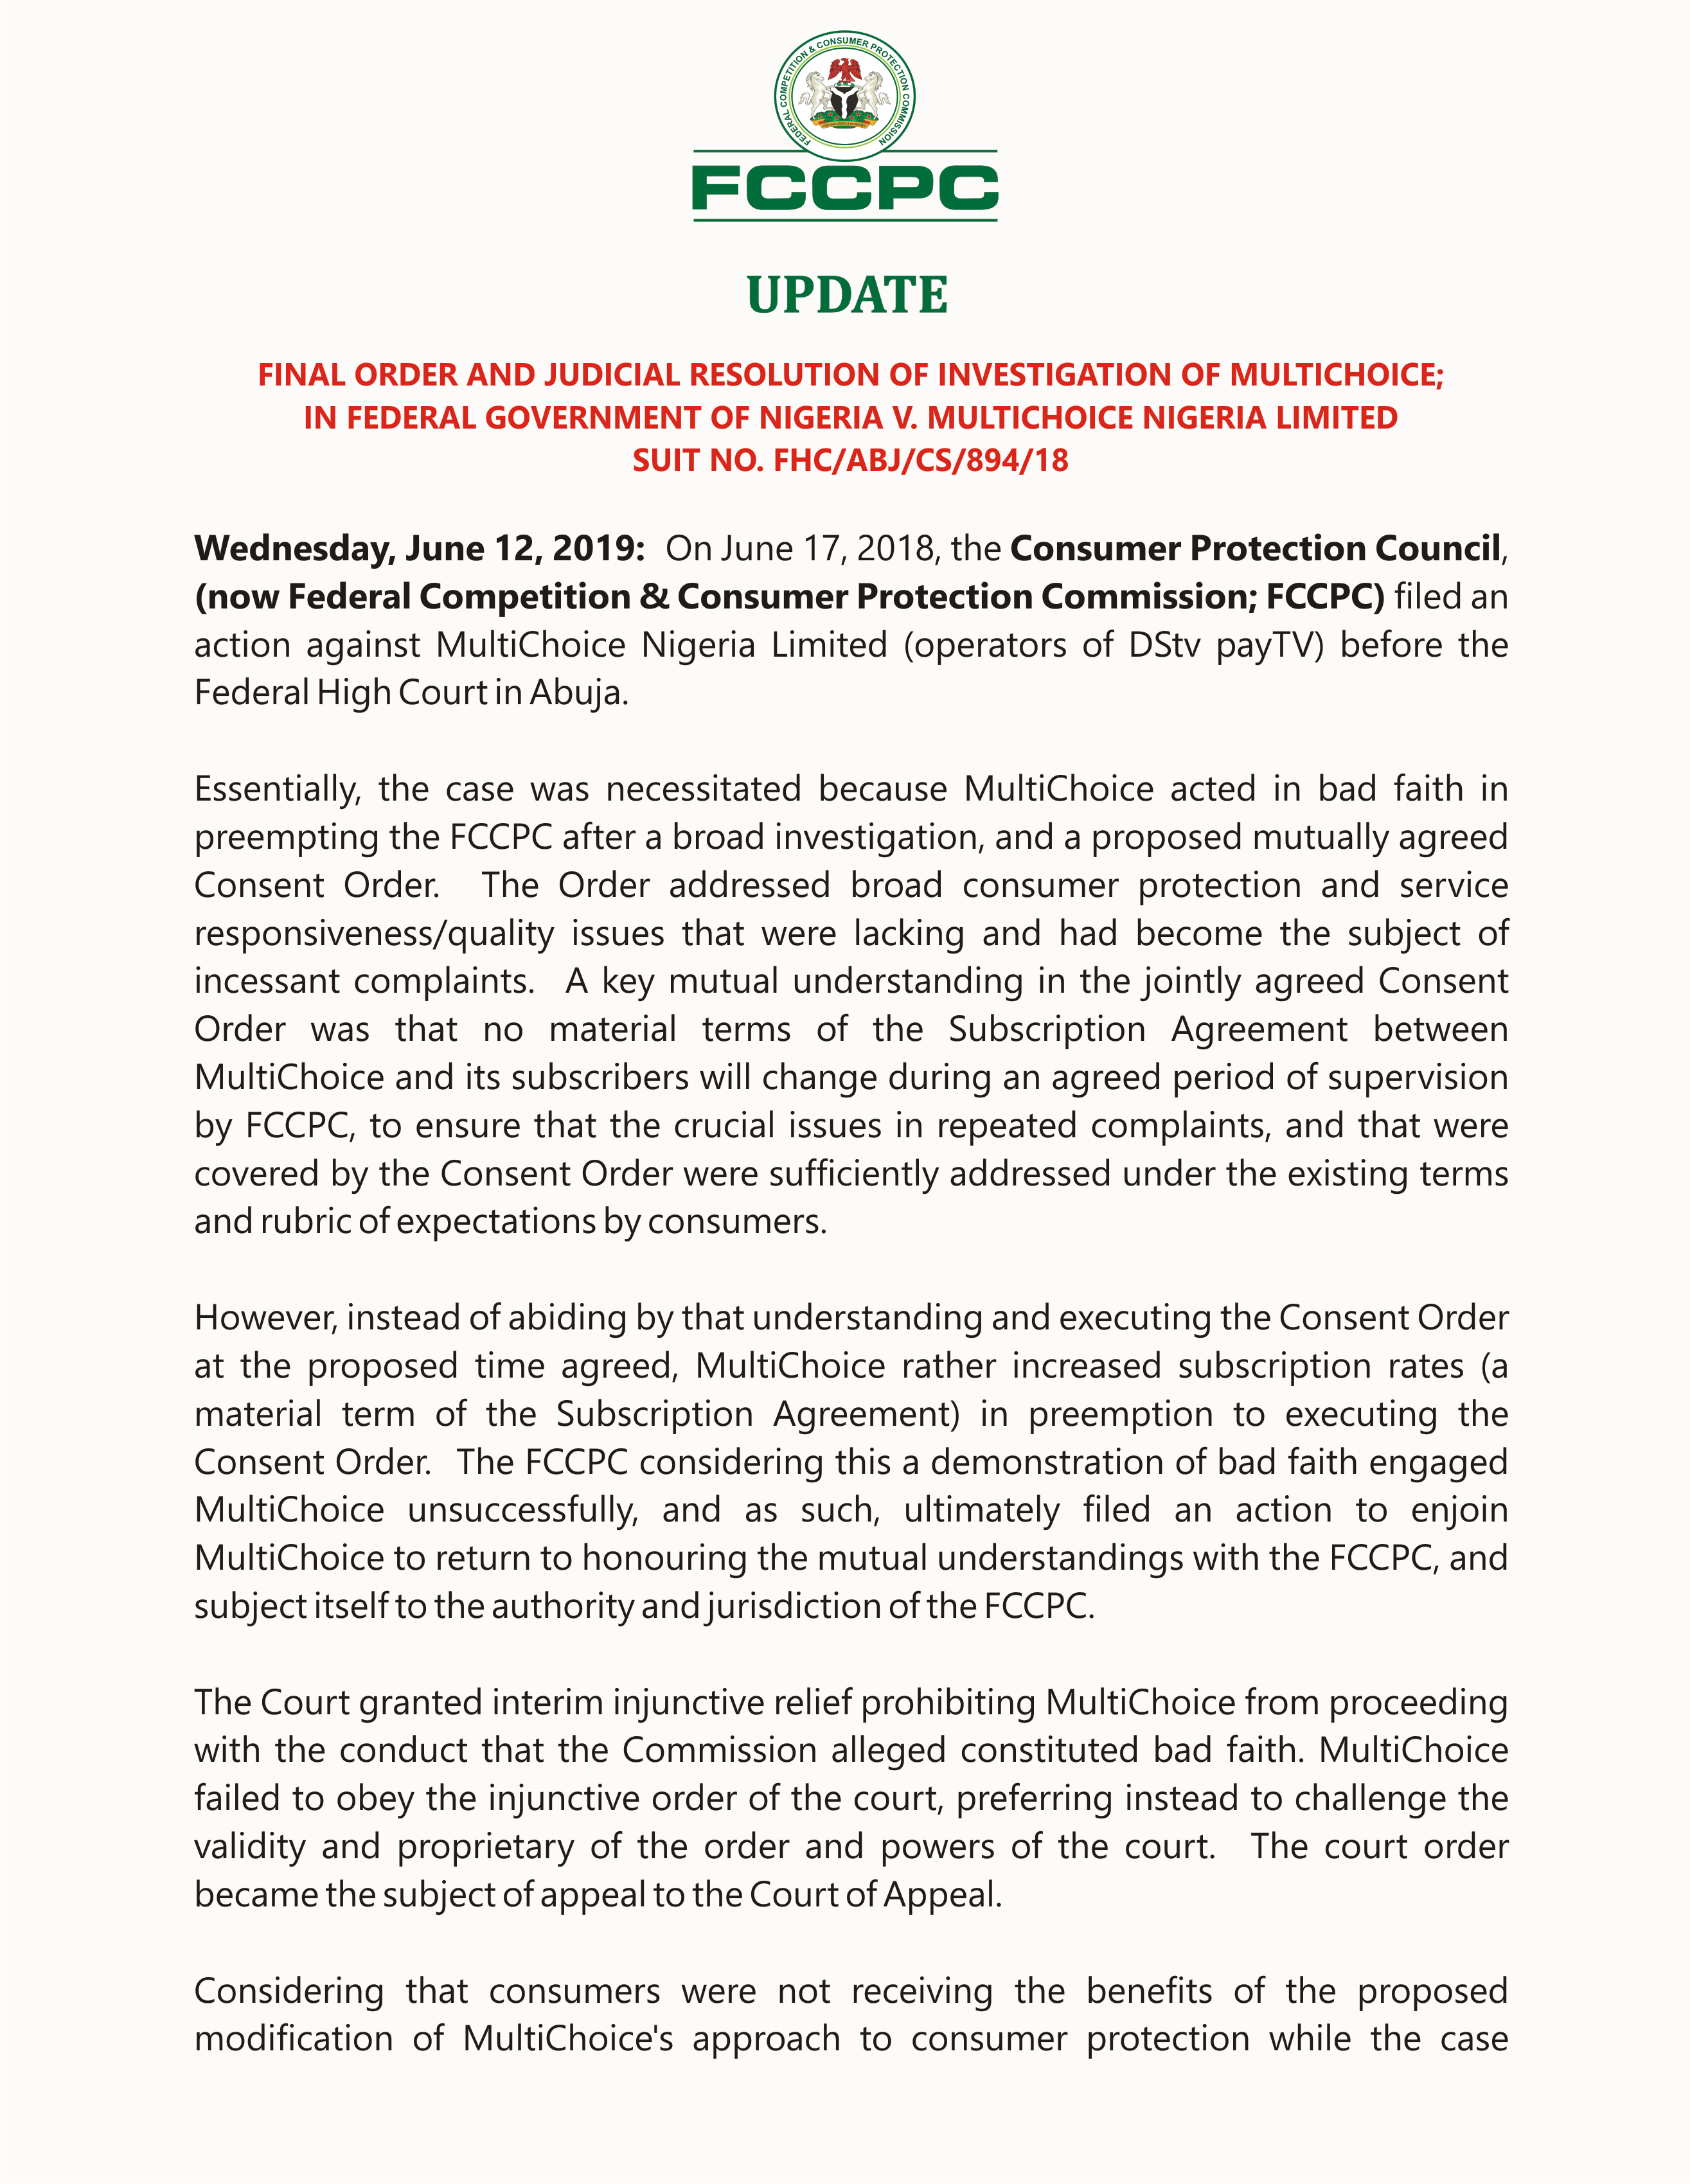 FEDERAL COMPETITION & CONSUMER PROTECTION COMMISSION
FCCPC
UPDATE
FINAL ORDER AND JUDICIAL RESOLUTION OF INVESTIGATION OF MULTICHOICE;
IN FEDERAL GOVERNMENT OF NIGERIA V. MULTICHOICE NIGERIA LIMITED
SUIT NO. FHC/ABJ/CS/894/18
Wednesday, June 12, 2019: On June 17, 2018, the Consumer Protection Council,
(now Federal Competition & Consumer Protection Commission; FCCPC) filed an
action against MultiChoice Nigeria Limited (operators of DStv payTV) before the
Federal High Court in Abuja.
Essentially, the case was necessitated because MultiChoice acted in bad faith in
preempting the FCCPC after a broad investigation, and a proposed mutually agreed
Consent Order. The Order addressed broad consumer protection and service
responsiveness/quality issues that were lacking and had become the subject of
incessant complaints. A key mutual understanding in the jointly agreed Consent
Order was that no material terms of the Subscription Agreement between
MultiChoice and its subscribers will change during an agreed period of supervision
by FCCPC, to ensure that the crucial issues in repeated complaints, and that were
covered by the Consent Order were sufficiently addressed under the existing terms
and rubric of expectations by consumers.
However, instead of abiding by that understanding and executing the Consent Order
at the proposed time agreed, MultiChoice rather increased subscription rates (a
material term of the Subscription Agreement) in preemption to executing the
Consent Order. The FCCPC considering this a demonstration of bad faith engaged
MultiChoice unsuccessfully, and as such, ultimately filed an action to enjoin
MultiChoice to return to honouring the mutual understandings with the FCCPC, and
subject itself to the authority and jurisdiction of the FCCPC.
The Court granted interim injunctive relief prohibiting MultiChoice from proceeding
with the conduct that the Commission alleged constituted bad faith. MultiChoice
failed to obey the injunctive order of the court, preferring instead to challenge the
validity and proprietary of the order and powers of the court. The court order
became the subject of appeal to the Court of Appeal.
Considering that consumers were not receiving the benefits of the proposed
modification of MultiChoice's approach to consumer protection while the case